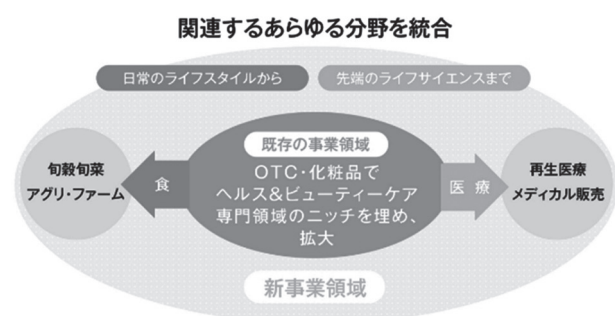 関連するあらゆる分野を統合
日常のライフスタイルから
先端のライフサイエンスまで
既存の事業領域
OTC・化粧品で
ヘルス&ビューティーケア
専門領域のニッチを埋め、
拡大
旬穀旬菜
アグリ・ファーム
食
医療
再生医療
メディカル販売
新事業領域